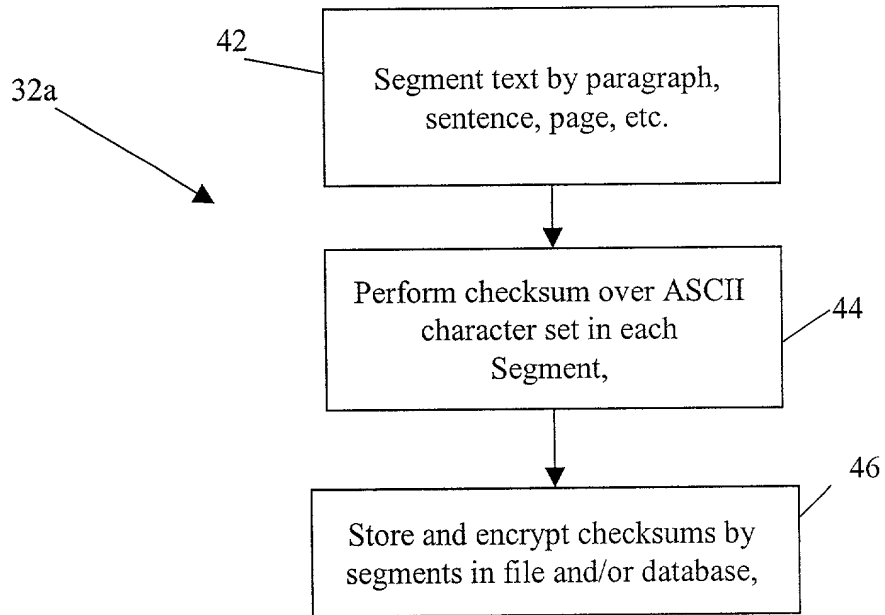 42
Segment text by paragraph,
sentence, page, etc.
32a
Perform checksum over ASCII
character set in each
Segment,
44
46
Store and encrypt checksums by
segments in file and/or database,